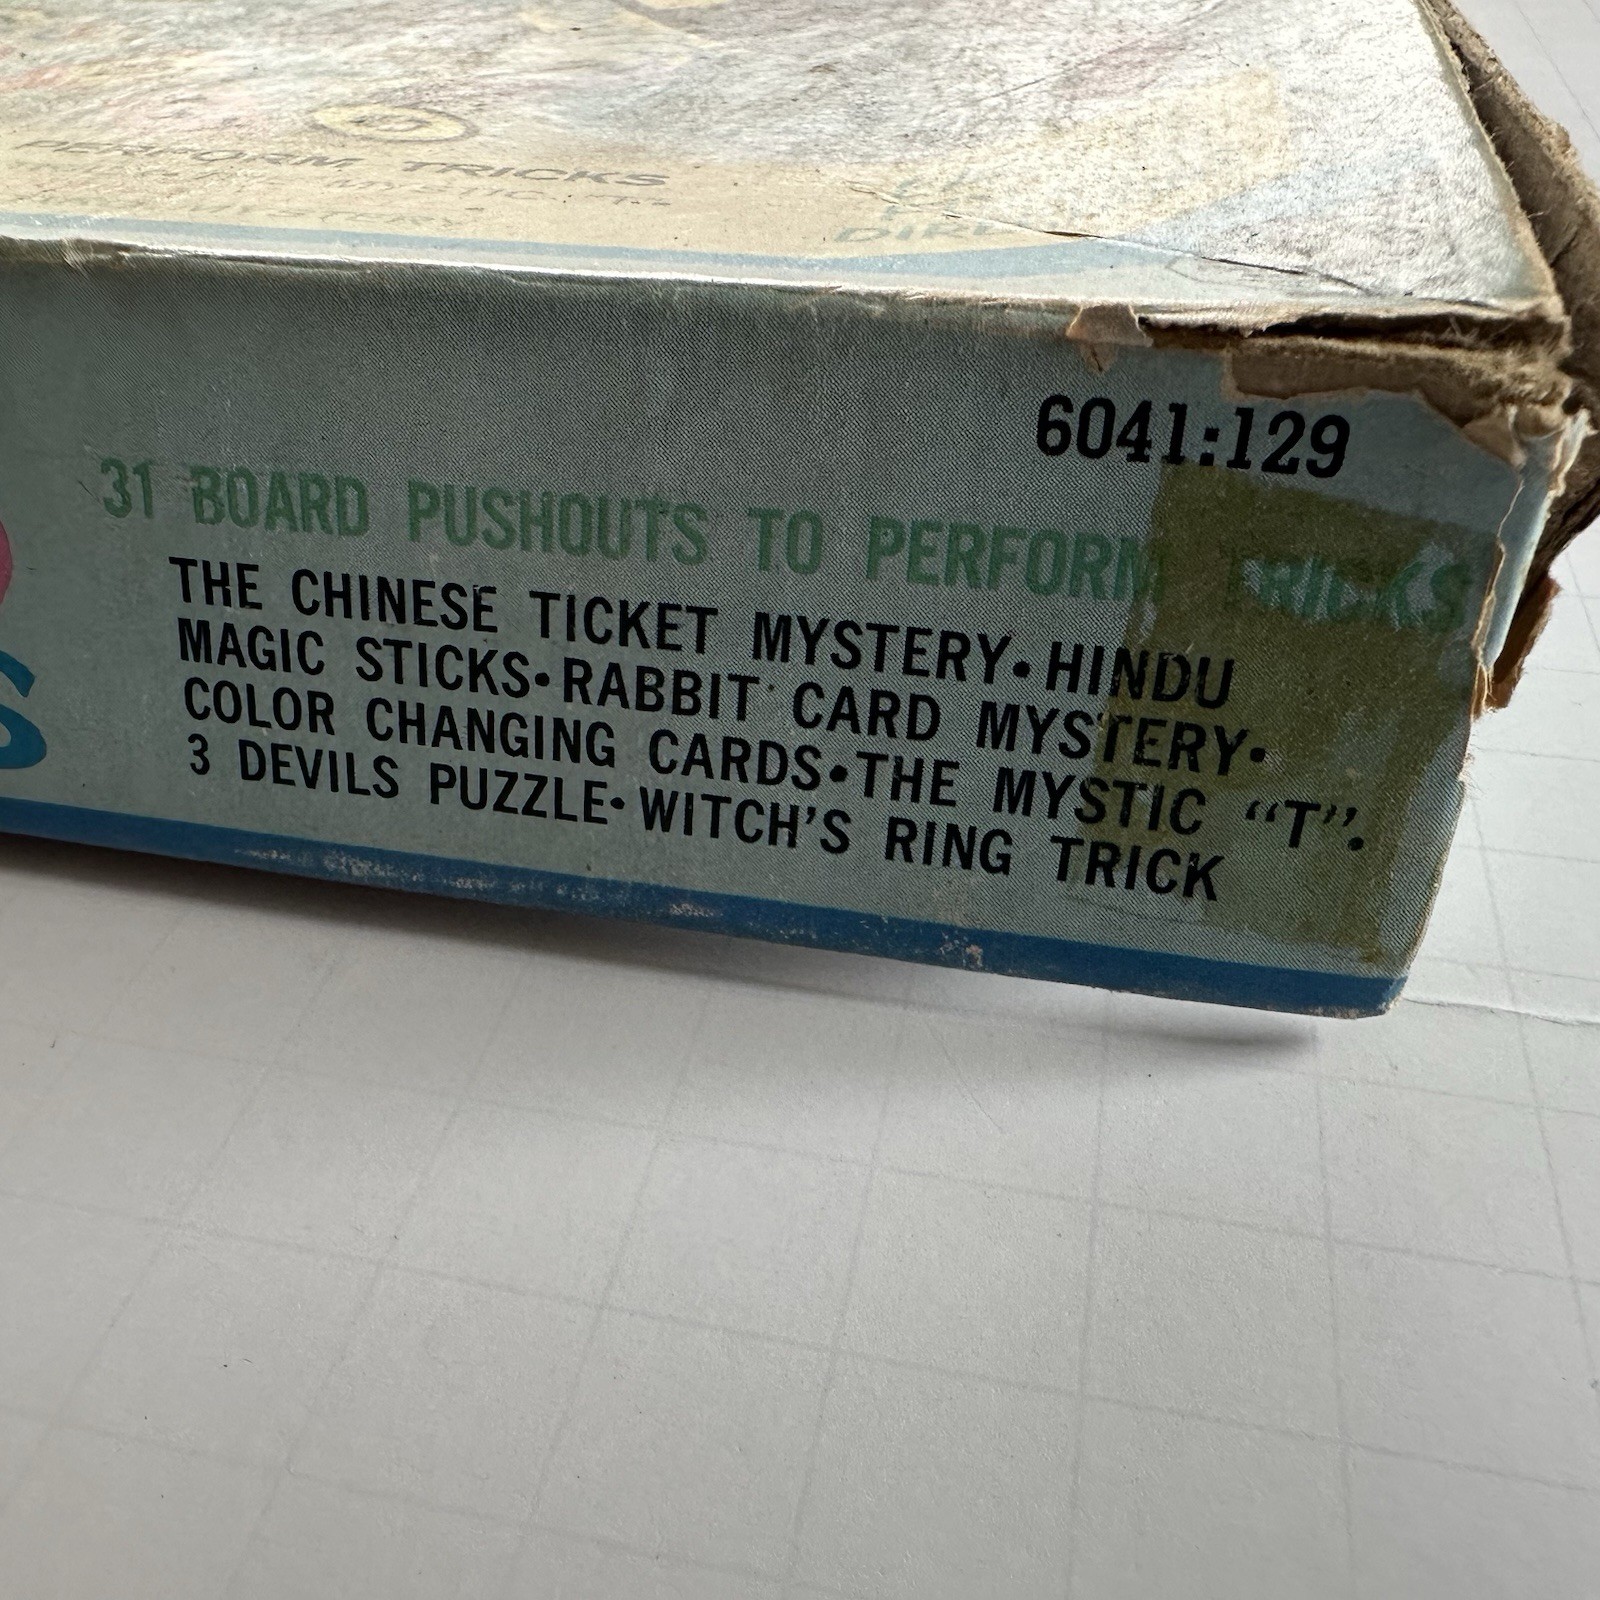 PERFORM TRICKS
6041:129
31 BOARD PUSHOUTS TO PERFORM TRICKS
THE CHINESE TICKET MYSTERY • HINDU
MAGIC STICKS • RABBIT CARD MYSTERY •
COLOR CHANGING CARDS • THE MYSTIC "T" •
3 DEVILS PUZZLE • WITCH'S RING TRICK